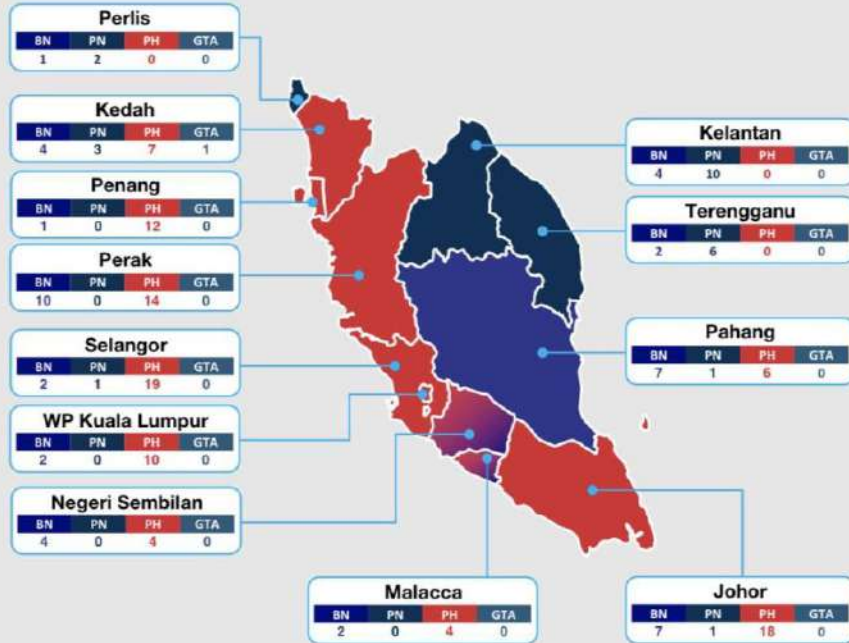 Perlis
BN PN PH GTA
1 2 0 0
Kedah
BN PN PH GTA
4 3 7 1
Penang
BN PN PH GTA
1 0 12 0
Perak
BN PN PH GTA
10 0 14 0
Selangor
BN PN PH GTA
2 1 19 0
WP Kuala Lumpur
BN PN PH GTA
2 0 10 0
Negeri Sembilan
BN PN PH GTA
4 0 4 0
Kelantan
BN PN PH GTA
4 10 0 0
Terengganu
BN PN PH GTA
2 6 0 0
Pahang
BN PN PH GTA
7 1 6 0
Malacca
BN PN PH GTA
2 0 4 0
Johor
BN PN PH GTA
7 1 18 0